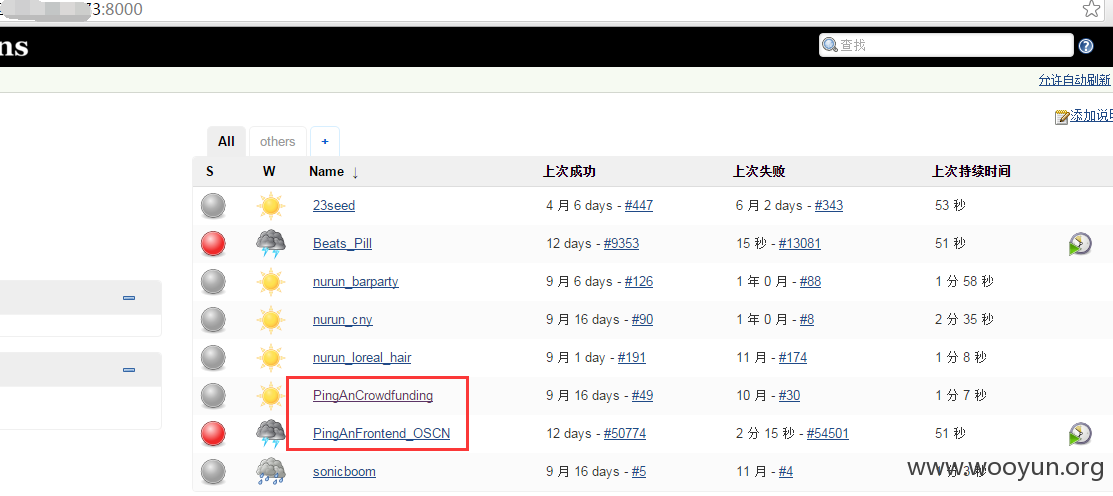 3:8000
ns
查找
允许自动刷新
添加说明
All others +
S W Name ↓ 上次成功 上次失败 上次持续时间
23seed 4 月 6 days - #447 6 月 2 days - #343 53 秒
Beats_Pill 12 days - #9353 15 秒 - #13081 51 秒
nurun_barparty 9 月 6 days - #126 1 年 0 月 - #88 1 分 58 秒
nurun_cny 9 月 16 days - #90 1 年 0 月 - #8 2 分 35 秒
nurun_loreal_hair 9 月 1 day - #191 11 月 - #174 1 分 8 秒
PingAnCrowdfunding 9 月 16 days - #49 10 月 - #30 1 分 7 秒
PingAnFrontend_OSCN 12 days - #50774 2 分 15 秒 - #54501 51 秒
sonicboom 9 月 16 days - #5 11 月 - #4 分 3 秒
www.wooyun.org